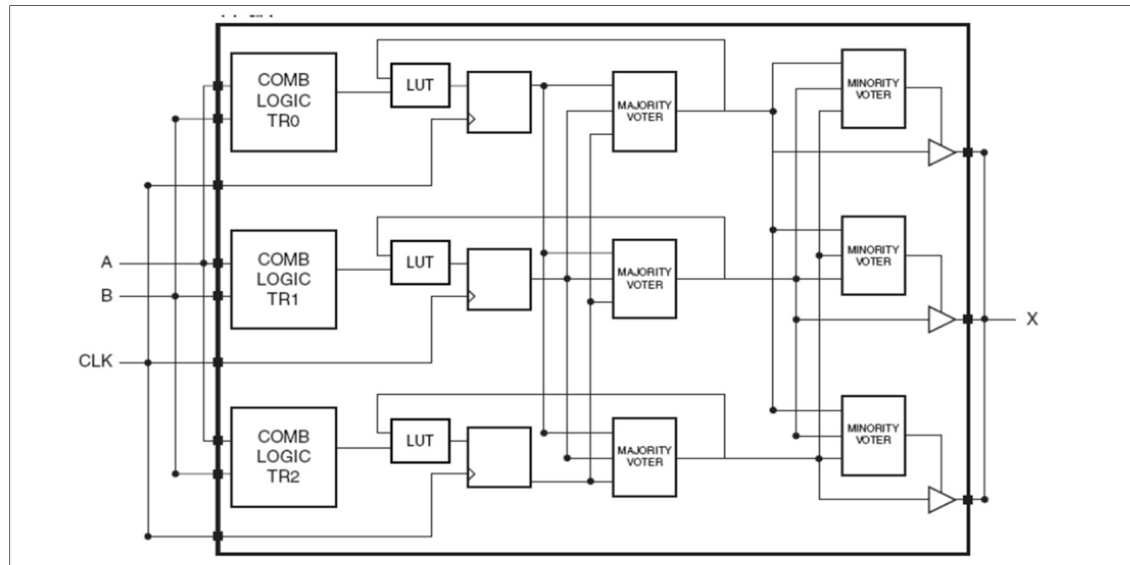 COMB
LOGIC
TR0
LUT
MAJORITY
VOTER
MINORITY
VOTER
A
B
COMB
LOGIC
TR1
LUT
MAJORITY
VOTER
MINORITY
VOTER
X
CLK
COMB
LOGIC
TR2
LUT
MAJORITY
VOTER
MINORITY
VOTER